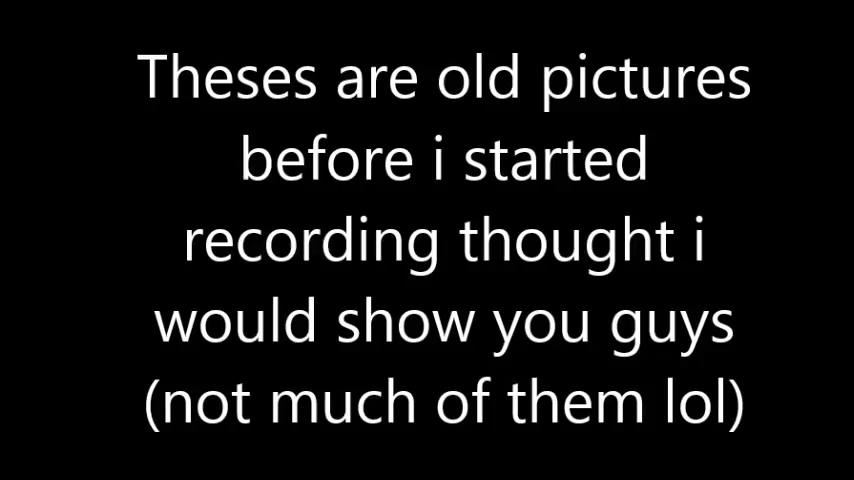 Theses are old pictures
before i started
recording thought i
would show you guys
(not much of them lol)